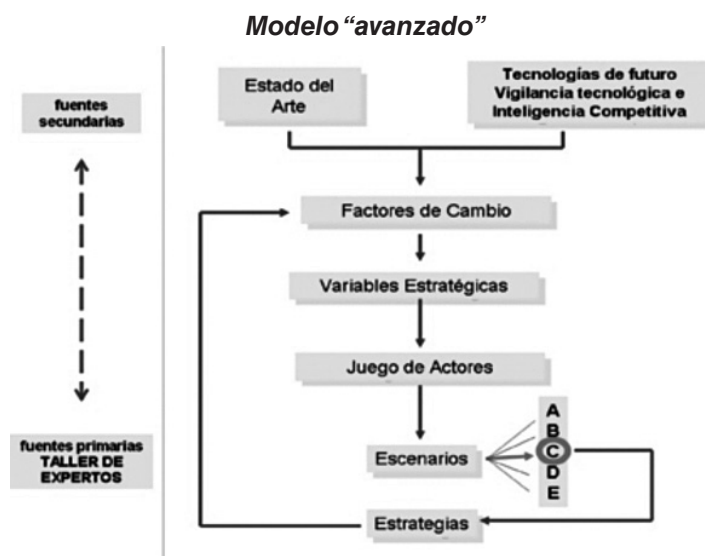 Modelo “avanzado”
fuentes
secundarias
Estado del
Arte
Tecnologías de futuro
Vigilancia tecnológica e
Inteligencia Competitiva
Factores de Cambio
Variables Estratégicas
Juego de Actores
fuentes primarias
TALLER DE
EXPERTOS
Escenarios
A
B
C
D
E
Estrategias